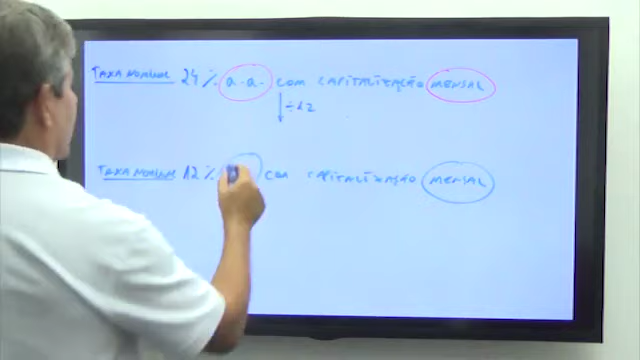 TAXA NOMINAL 24 % a.a. COM CAPITALIZAÇÃO MENSAL
÷12
TAXA NOMINAL 12 % COM CAPITALIZAÇÃO MENSAL